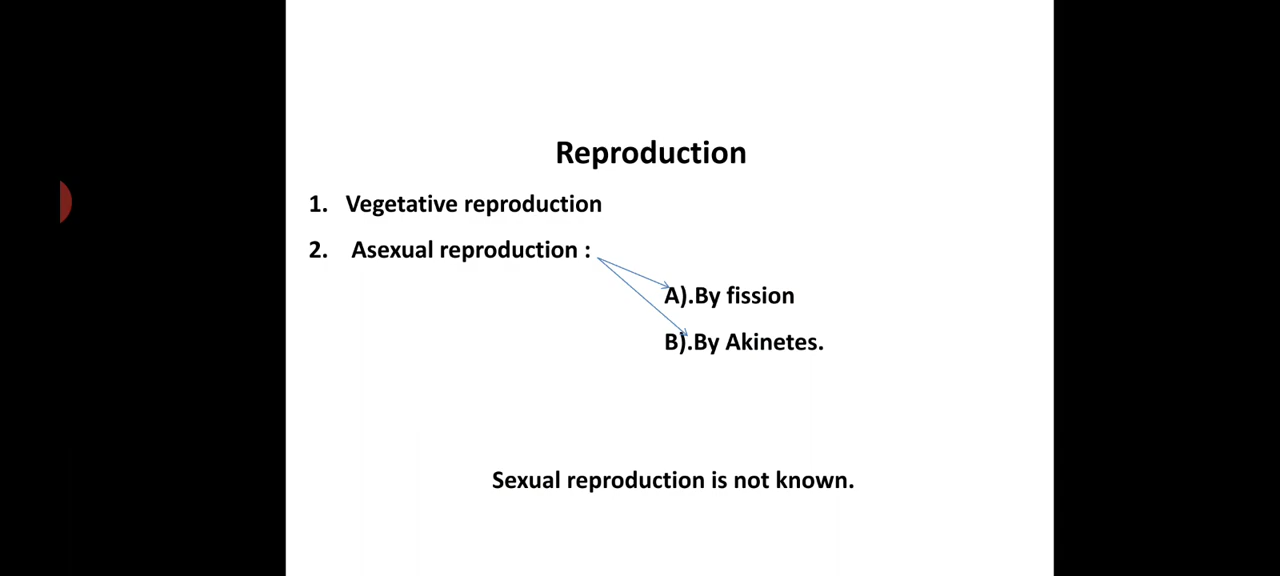 Reproduction
1. Vegetative reproduction
2. Asexual reproduction :
A).By fission
B).By Akinetes.
Sexual reproduction is not known.